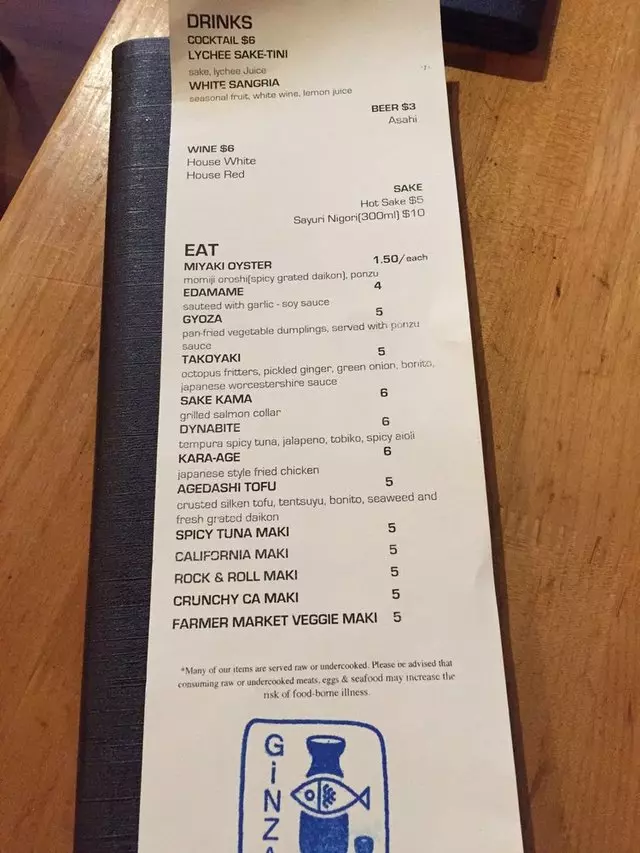 DRINKS
COCKTAIL $6
LYCHEE SAKE-TINI
sake, lychee Juice
WHITE SANGRIA
seasonal fruit, white wine, lemon juice
BEER $3
Asahi
WINE $6
House White
House Red
SAKE
Hot Sake $5
Sayuri Nigori(300ml) $10
EAT
MIYAKI OYSTER 1.50/each
momiji oroshi(spicy grated daikon), ponzu
EDAMAME 4
sauteed with garlic - soy sauce
GYOZA 5
pan-fried vegetable dumplings, served with ponzu
sauce
TAKOYAKI 5
octopus fritters, pickled ginger, green onion, bonito,
japanese worcestershire sauce
SAKE KAMA 6
grilled salmon collar
DYNABITE 6
tempura spicy tuna, jalapeno, tobiko, spicy aioli
KARA-AGE 6
japanese style fried chicken
AGEDASHI TOFU 5
crusted silken tofu, tentsuyu, bonito, seaweed and
fresh grated daikon
SPICY TUNA MAKI 5
CALIFORNIA MAKI 5
ROCK & ROLL MAKI 5
CRUNCHY CA MAKI 5
FARMER MARKET VEGGIE MAKI 5
*Many of our items are served raw or undercooked. Please be advised that
consuming raw or undercooked meats, eggs & seafood may increase the
risk of food-borne illness.
GiNZA